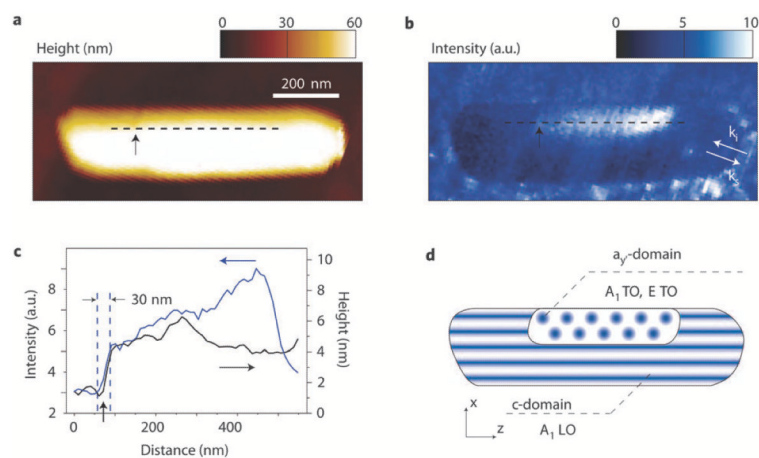 a
0 30 60
Height (nm)
200 nm
b
0 5 10
Intensity (a.u.)
ki
ks
c
8
6
4
2
Intensity (a.u.)
30 nm
10
8
6
4
2
0
Height (nm)
0 200 400
Distance (nm)
d
ay'-domain
A1 TO, E TO
c-domain
A1 LO
x
z